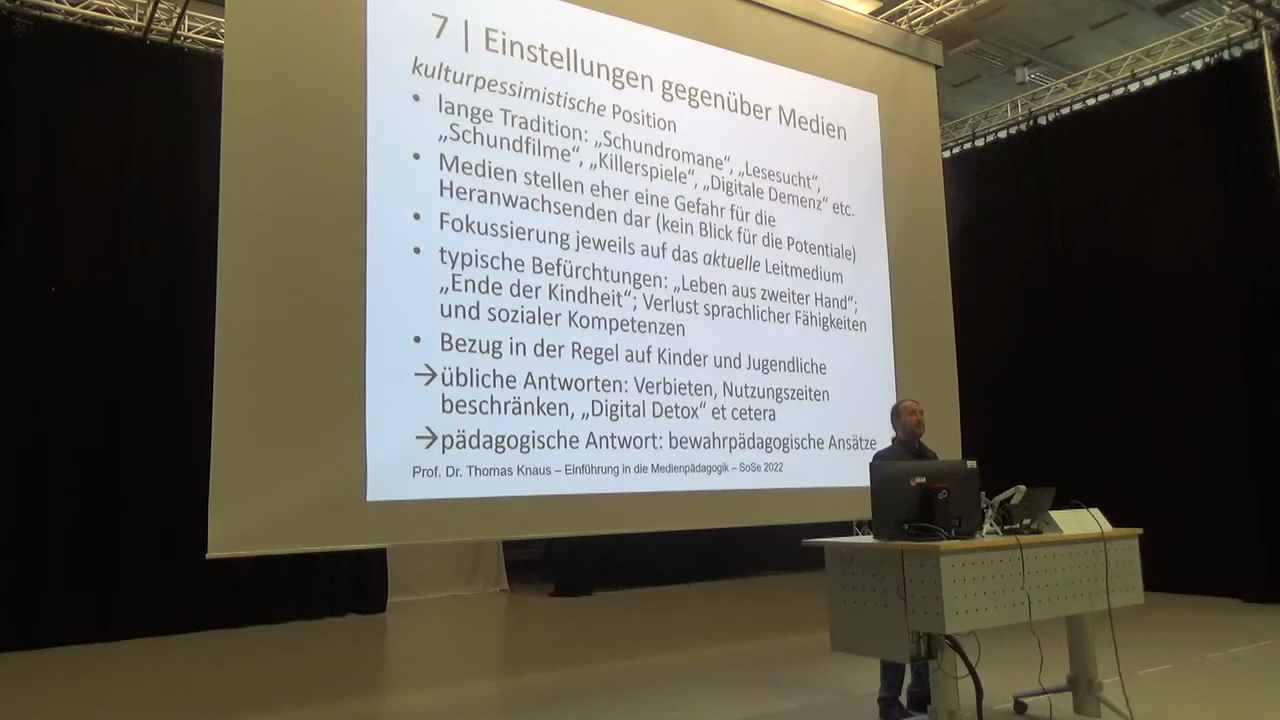 7 | Einstellungen gegenüber Medien
kulturpessimistische Position
• lange Tradition: „Schundromane“, „Lesesucht“,
„Schundfilme“, „Killerspiele“, „Digitale Demenz“ etc.
• Medien stellen eher eine Gefahr für die
Heranwachsenden dar (kein Blick für die Potentiale)
• Fokussierung jeweils auf das aktuelle Leitmedium
• typische Befürchtungen: „Leben aus zweiter Hand“;
„Ende der Kindheit“; Verlust sprachlicher Fähigkeiten
und sozialer Kompetenzen
• Bezug in der Regel auf Kinder und Jugendliche
→ übliche Antworten: Verbieten, Nutzungszeiten
beschränken, „Digital Detox“ et cetera
→ pädagogische Antwort: bewahrpädagogische Ansätze
Prof. Dr. Thomas Knaus – Einführung in die Medienpädagogik – SoSe 2022